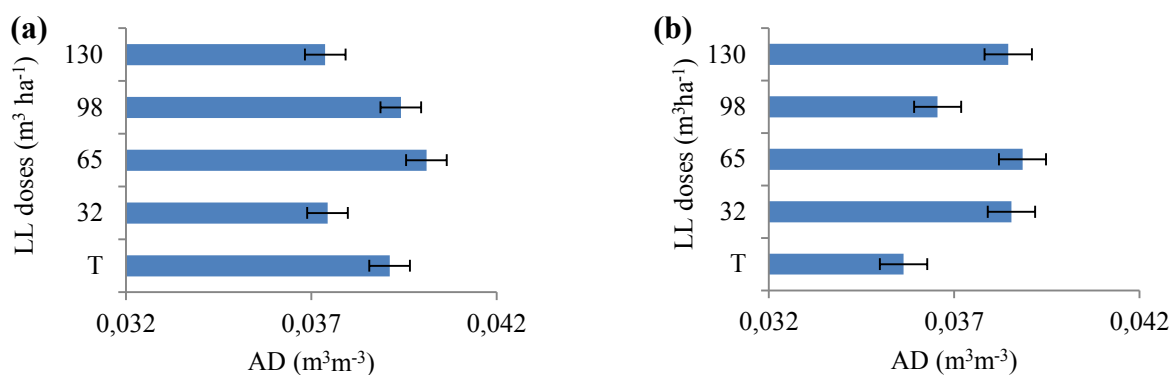 (a)
LL doses (m³ ha⁻¹)
130
98
65
32
T
0,032 0,037 0,042
AD (m³m⁻³)
(b)
LL doses (m³ha⁻¹)
130
98
65
32
T
0,032 0,037 0,042
AD (m³m⁻³)